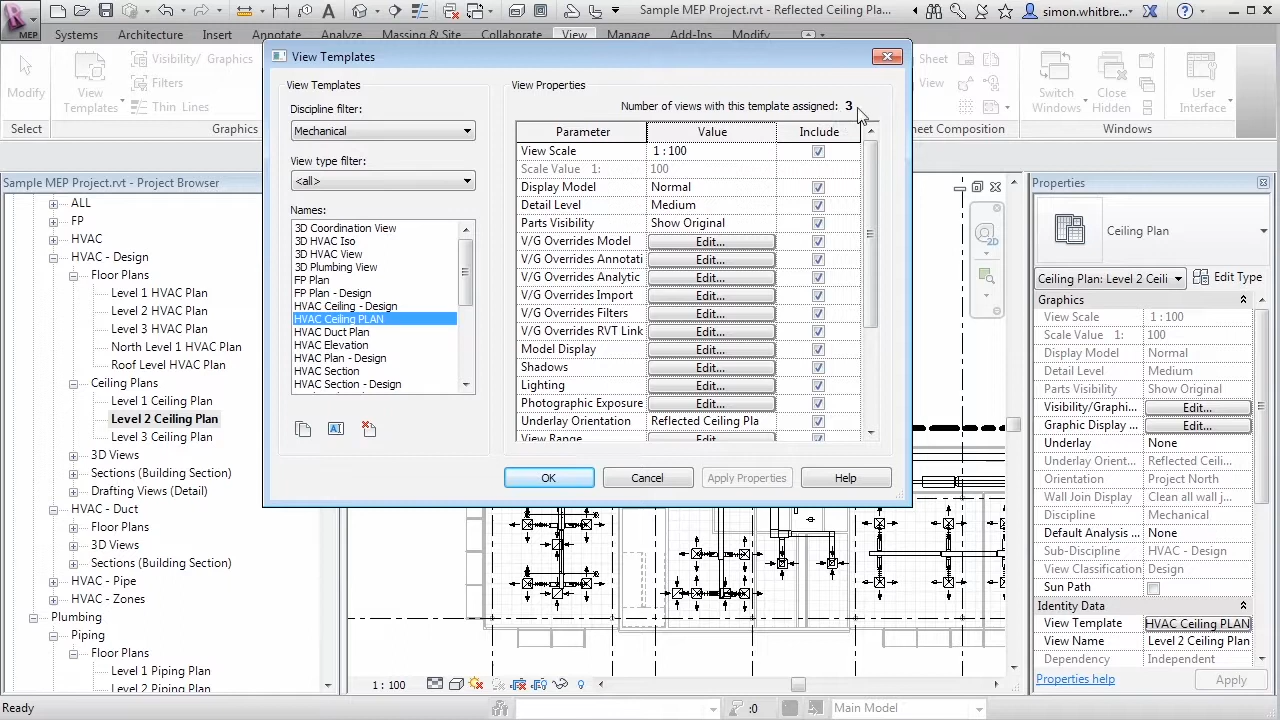 Sample MEP Project.rvt - Reflected Ceiling Pla...
simon.whitbre...
MEP
Systems Architecture Insert Annotate Analyze Massing & Site Collaborate View Manage Add-Ins Modify
Modify
View
Templates
Visibility/ Graphics
Filters
Thin Lines
Sheet
View
Switch
Windows
User
Interface
Select
Graphics
Sheet Composition
Windows
Sample MEP Project.rvt - Project Browser
ALL
FP
HVAC
HVAC - Design
Floor Plans
Level 1 HVAC Plan
Level 2 HVAC Plan
Level 3 HVAC Plan
North Level 1 HVAC Plan
Roof Level HVAC Plan
Ceiling Plans
Level 1 Ceiling Plan
Level 2 Ceiling Plan
Level 3 Ceiling Plan
3D Views
Sections (Building Section)
Drafting Views (Detail)
HVAC - Duct
Floor Plans
3D Views
Sections (Building Section)
HVAC - Pipe
HVAC - Zones
Plumbing
Piping
Floor Plans
Level 1 Piping Plan
Level 2 Piping Plan
View Templates
View Templates
Discipline filter:
Mechanical
View type filter:
<all>
Names:
3D Coordination View
3D HVAC Iso
3D HVAC View
3D Plumbing View
FP Plan
FP Plan - Design
HVAC Ceiling - Design
HVAC Ceiling PLAN
HVAC Duct Plan
HVAC Elevation
HVAC Plan - Design
HVAC Section
HVAC Section - Design
View Properties
Number of views with this template assigned: 3
Parameter Value Include
View Scale 1 : 100
Scale Value 1: 100
Display Model Normal
Detail Level Medium
Parts Visibility Show Original
V/G Overrides Model Edit...
V/G Overrides Annotati Edit...
V/G Overrides Analytic Edit...
V/G Overrides Import Edit...
V/G Overrides Filters Edit...
V/G Overrides RVT Link Edit...
Model Display Edit...
Shadows Edit...
Lighting Edit...
Photographic Exposure Edit...
Underlay Orientation Reflected Ceiling Pla
View Range Edit
OK Cancel Apply Properties Help
2D
Properties
Ceiling Plan
Ceiling Plan: Level 2 Ceili Edit Type
Graphics
View Scale 1 : 100
Scale Value 1: 100
Display Model Normal
Detail Level Medium
Parts Visibility Show Original
Visibility/Graphi... Edit...
Graphic Display ... Edit...
Underlay None
Underlay Orient... Reflected Ceili...
Orientation Project North
Wall Join Display Clean all wall j...
Discipline Mechanical
Default Analysis ... None
Sub-Discipline HVAC - Design
View Classification Design
Sun Path
Identity Data
View Template HVAC Ceiling PLAN
View Name Level 2 Ceiling Plan
Dependency Independent
Properties help Apply
1 : 100
Ready
:0
Main Model